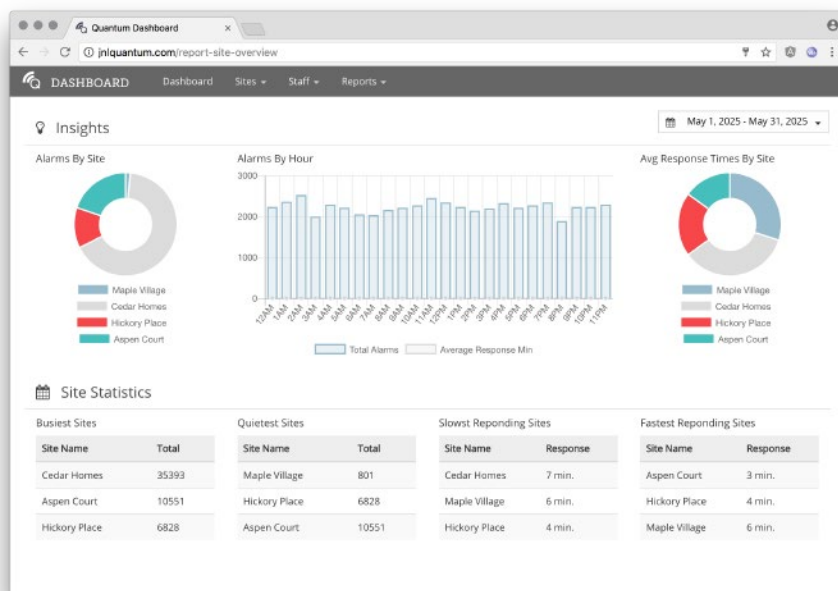 Quantum Dashboard
jnlquantum.com/report-site-overview
DASHBOARD Dashboard Sites Staff Reports
Insights
May 1, 2025 - May 31, 2025
Alarms By Site
Maple Village
Cedar Homes
Hickory Place
Aspen Court
Alarms By Hour
3000
2000
1000
0
12AM 1AM 2AM 3AM 4AM 5AM 6AM 7AM 8AM 9AM 10AM 11AM 12PM 1PM 2PM 3PM 4PM 5PM 6PM 7PM 8PM 9PM 10PM 11PM
Total Alarms Average Response Min
Avg Response Times By Site
Maple Village
Cedar Homes
Hickory Place
Aspen Court
Site Statistics
Busiest Sites
Site Name Total
Cedar Homes 35393
Aspen Court 10551
Hickory Place 6828
Quietest Sites
Site Name Total
Maple Village 801
Hickory Place 6828
Aspen Court 10551
Slowst Reponding Sites
Site Name Response
Cedar Homes 7 min.
Maple Village 6 min.
Hickory Place 4 min.
Fastest Reponding Sites
Site Name Response
Aspen Court 3 min.
Hickory Place 4 min.
Maple Village 6 min.